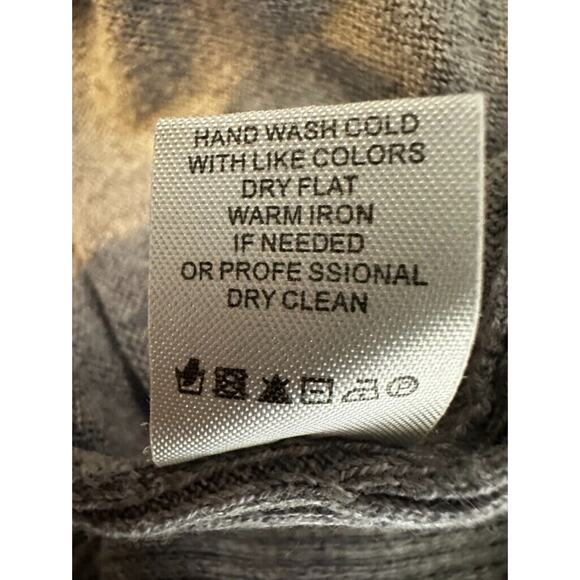 HAND WASH COLD
WITH LIKE COLORS
DRY FLAT
WARM IRON
IF NEEDED
OR PROFE SSIONAL
DRY CLEAN